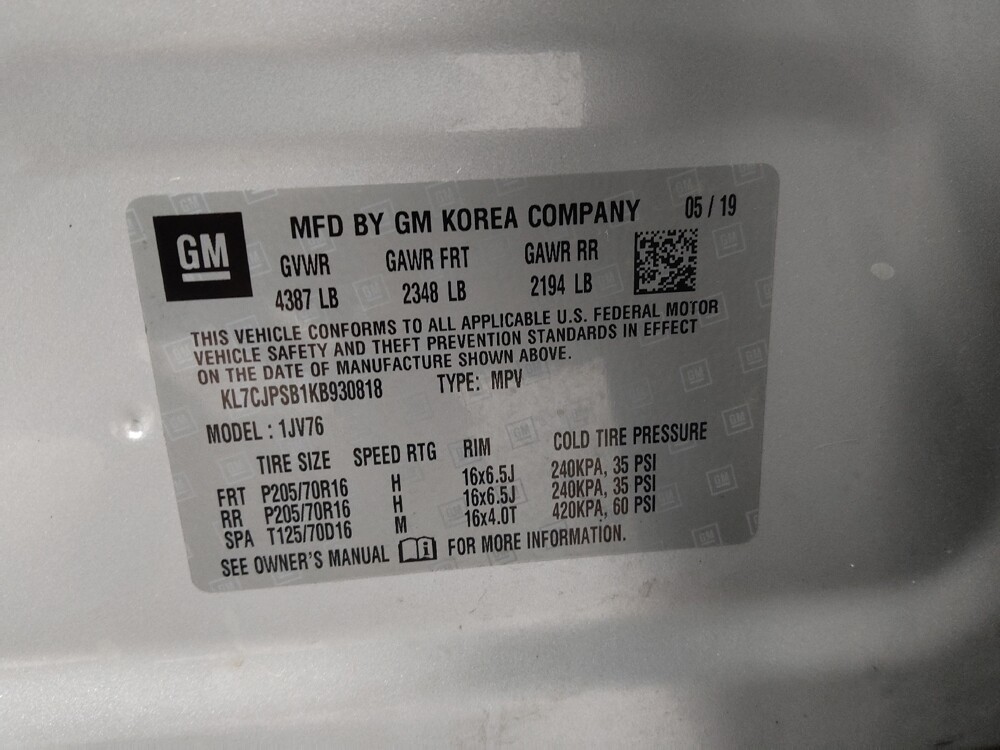 GM
MFD BY GM KOREA COMPANY 05 / 19
GVWR GAWR FRT GAWR RR
4387 LB 2348 LB 2194 LB
THIS VEHICLE CONFORMS TO ALL APPLICABLE U.S. FEDERAL MOTOR
VEHICLE SAFETY AND THEFT PREVENTION STANDARDS IN EFFECT
ON THE DATE OF MANUFACTURE SHOWN ABOVE.
KL7CJPSB1KB930818 TYPE: MPV
MODEL : 1JV76
TIRE SIZE SPEED RTG RIM COLD TIRE PRESSURE
FRT P205/70R16 H 16x6.5J 240KPA, 35 PSI
RR P205/70R16 H 16x6.5J 240KPA, 35 PSI
SPA T125/70D16 M 16x4.0T 420KPA, 60 PSI
SEE OWNER'S MANUAL i FOR MORE INFORMATION.